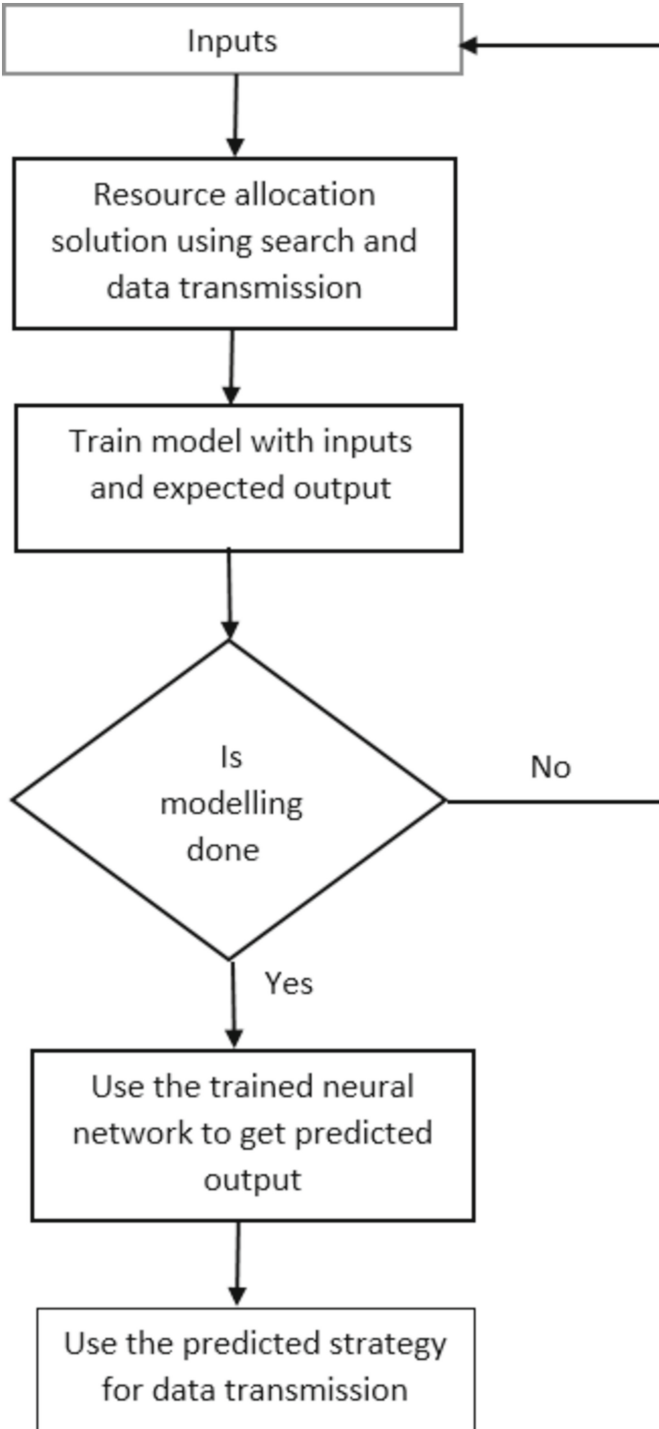 Inputs
Resource allocation
solution using search and
data transmission
Train model with inputs
and expected output
Is
modelling
done
No
Yes
Use the trained neural
network to get predicted
output
Use the predicted strategy
for data transmission